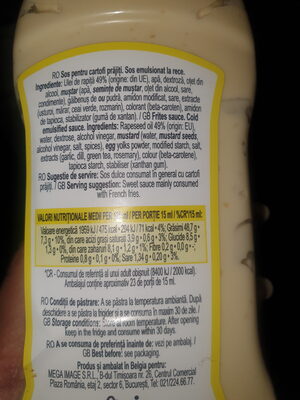 RO Sos pentru cartofi prăjiți. Sos emulsionat la rece.
Ingrediente: Ulei de rapiță 49% (origine: UE), apă, dextroză, oțet din
alcool, muștar (apă, semințe de muștar, oțet din alcool, sare,
condimente), gălbenuș de ou pudră, amidon modificat, sare, extracte
(usturoi, mărar, ceai verde, rozmarin), colorant (beta-caroten), amidon
de tapioca, stabilizator (gumă de xantan). / GB Frites sauce. Cold
emulsified sauce. Ingredients: Rapeseed oil 49% (origin: EU),
water, dextrose, alcohol vinegar, mustard (water, mustard seeds,
alcohol vinegar, salt, spices), egg yolks powder, modified starch, salt,
extracts (garlic, dill, green tea, rosemary), colour (beta-carotene),
tapioca starch, stabiliser (xanthan gum).
RO Sugestie de servire: Sos dulce consumat în general cu cartofi
prăjiți. / GB Serving suggestion: Sweet sauce mainly consumed
with French fries.
VALORI NUTRIȚIONALE MEDII PER 100 ml / PER PORȚIE 15 ml / %CR*/15 ml:
Valoare energetică 1959 kJ / 475 kcal • 294 kJ / 71 kcal • 4%; Grăsimi 48,7 g •
7,3 g • 10%, din care acizi grași saturați 3,9 g • 0,6 g • 3%; Glucide 8,5 g •
1,3 g • 0%, din care zaharuri 8,1 g • 1,2 g • 1%; Fibre 0,2 g • 0,0 g • -;
Proteine 0,8 g • 0,1 g • 0%; Sare 1,34 g • 0,20 g • 3%.
*CR - Consumul de referință al unui adult obișnuit (8400 kJ / 2000 kcal).
Ambalajul conține aproximativ 23 de porții de 15 ml.
RO Condiții de păstrare: A se păstra la temperatura ambiantă. După
deschidere a se păstra la frigider și a se consuma în maxim 30 de zile. /
GB Storage conditions: Store at room temperature. After opening
keep in the fridge and consume within 30 days.
RO A se consuma de preferință înainte de: vezi pe ambalaj. /
GB Best before: see packaging.
Produs și ambalat în Belgia pentru:
MEGA IMAGE S.R.L., B-dul Timișoara nr. 26, Centrul Comercial
Plaza România, etaj 2, sector 6, București, Tel: 021/224.66.77.